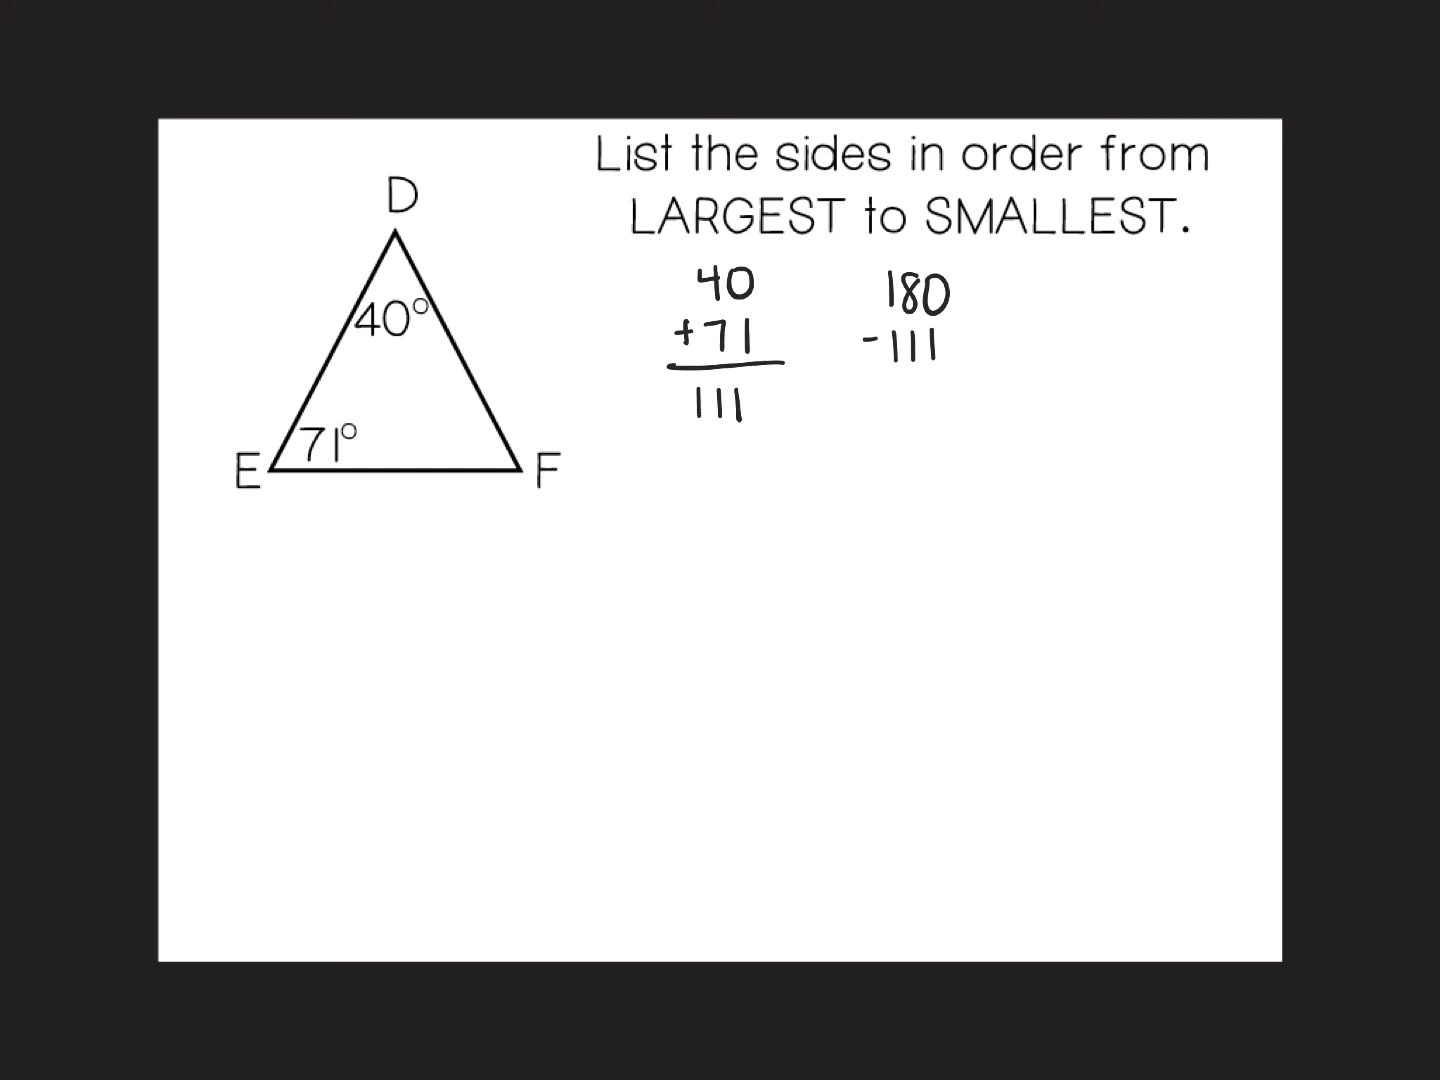 List the sides in order from
LARGEST to SMALLEST.
D
40°
71°
E
F
40
+71
111
180
-111